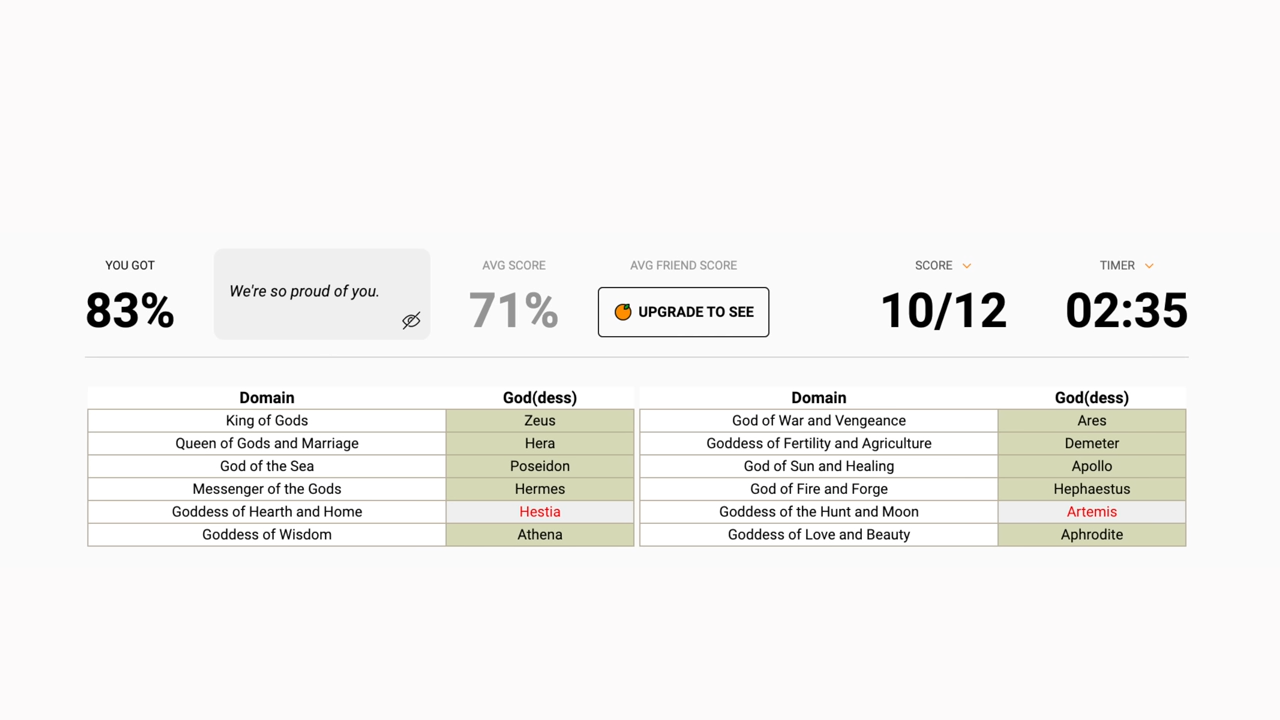 YOU GOT
83%
We're so proud of you.
AVG SCORE
71%
AVG FRIEND SCORE
UPGRADE TO SEE
SCORE
10/12
TIMER
02:35
Domain God(dess)
King of Gods Zeus
Queen of Gods and Marriage Hera
God of the Sea Poseidon
Messenger of the Gods Hermes
Goddess of Hearth and Home Hestia
Goddess of Wisdom Athena
Domain God(dess)
God of War and Vengeance Ares
Goddess of Fertility and Agriculture Demeter
God of Sun and Healing Apollo
God of Fire and Forge Hephaestus
Goddess of the Hunt and Moon Artemis
Goddess of Love and Beauty Aphrodite